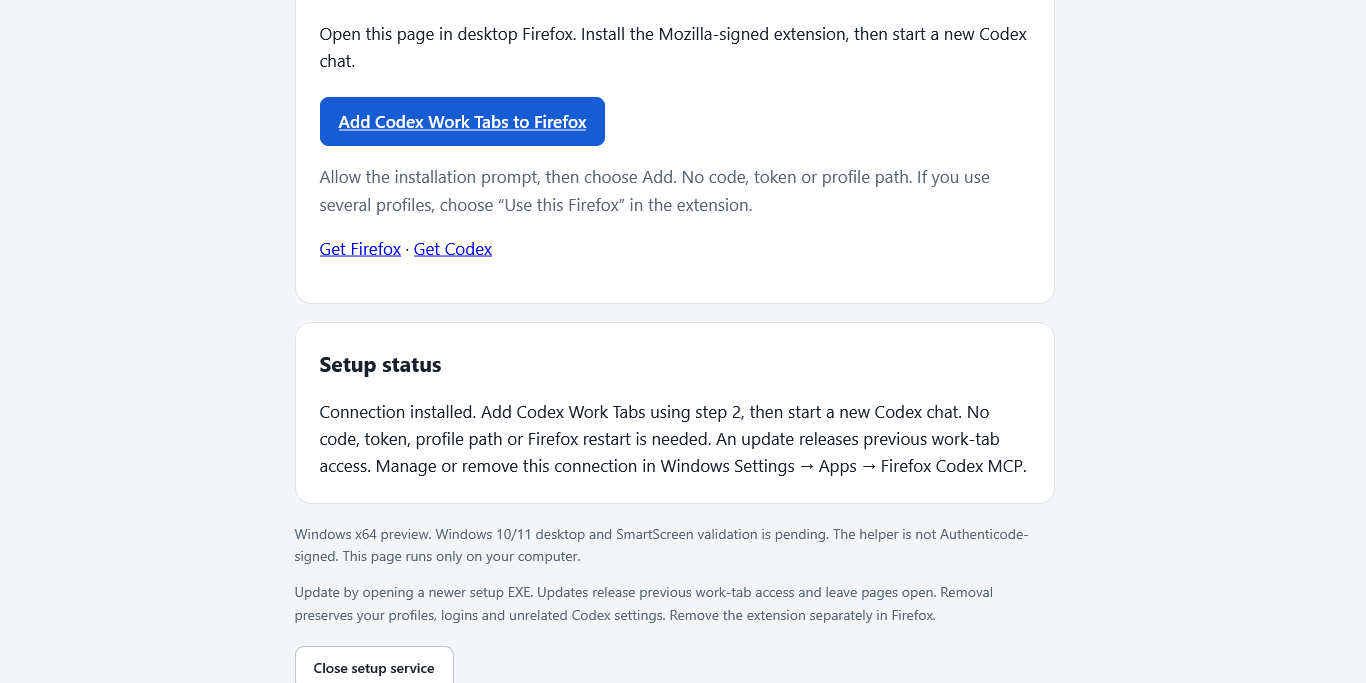 Open this page in desktop Firefox. Install the Mozilla-signed extension, then start a new Codex
chat.
Add Codex Work Tabs to Firefox
Allow the installation prompt, then choose Add. No code, token or profile path. If you use
several profiles, choose “Use this Firefox” in the extension.
Get Firefox · Get Codex
Setup status
Connection installed. Add Codex Work Tabs using step 2, then start a new Codex chat. No
code, token, profile path or Firefox restart is needed. An update releases previous work-tab
access. Manage or remove this connection in Windows Settings → Apps → Firefox Codex MCP.
Windows x64 preview. Windows 10/11 desktop and SmartScreen validation is pending. The helper is not Authenticode-
signed. This page runs only on your computer.
Update by opening a newer setup EXE. Updates release previous work-tab access and leave pages open. Removal
preserves your profiles, logins and unrelated Codex settings. Remove the extension separately in Firefox.
Close setup service